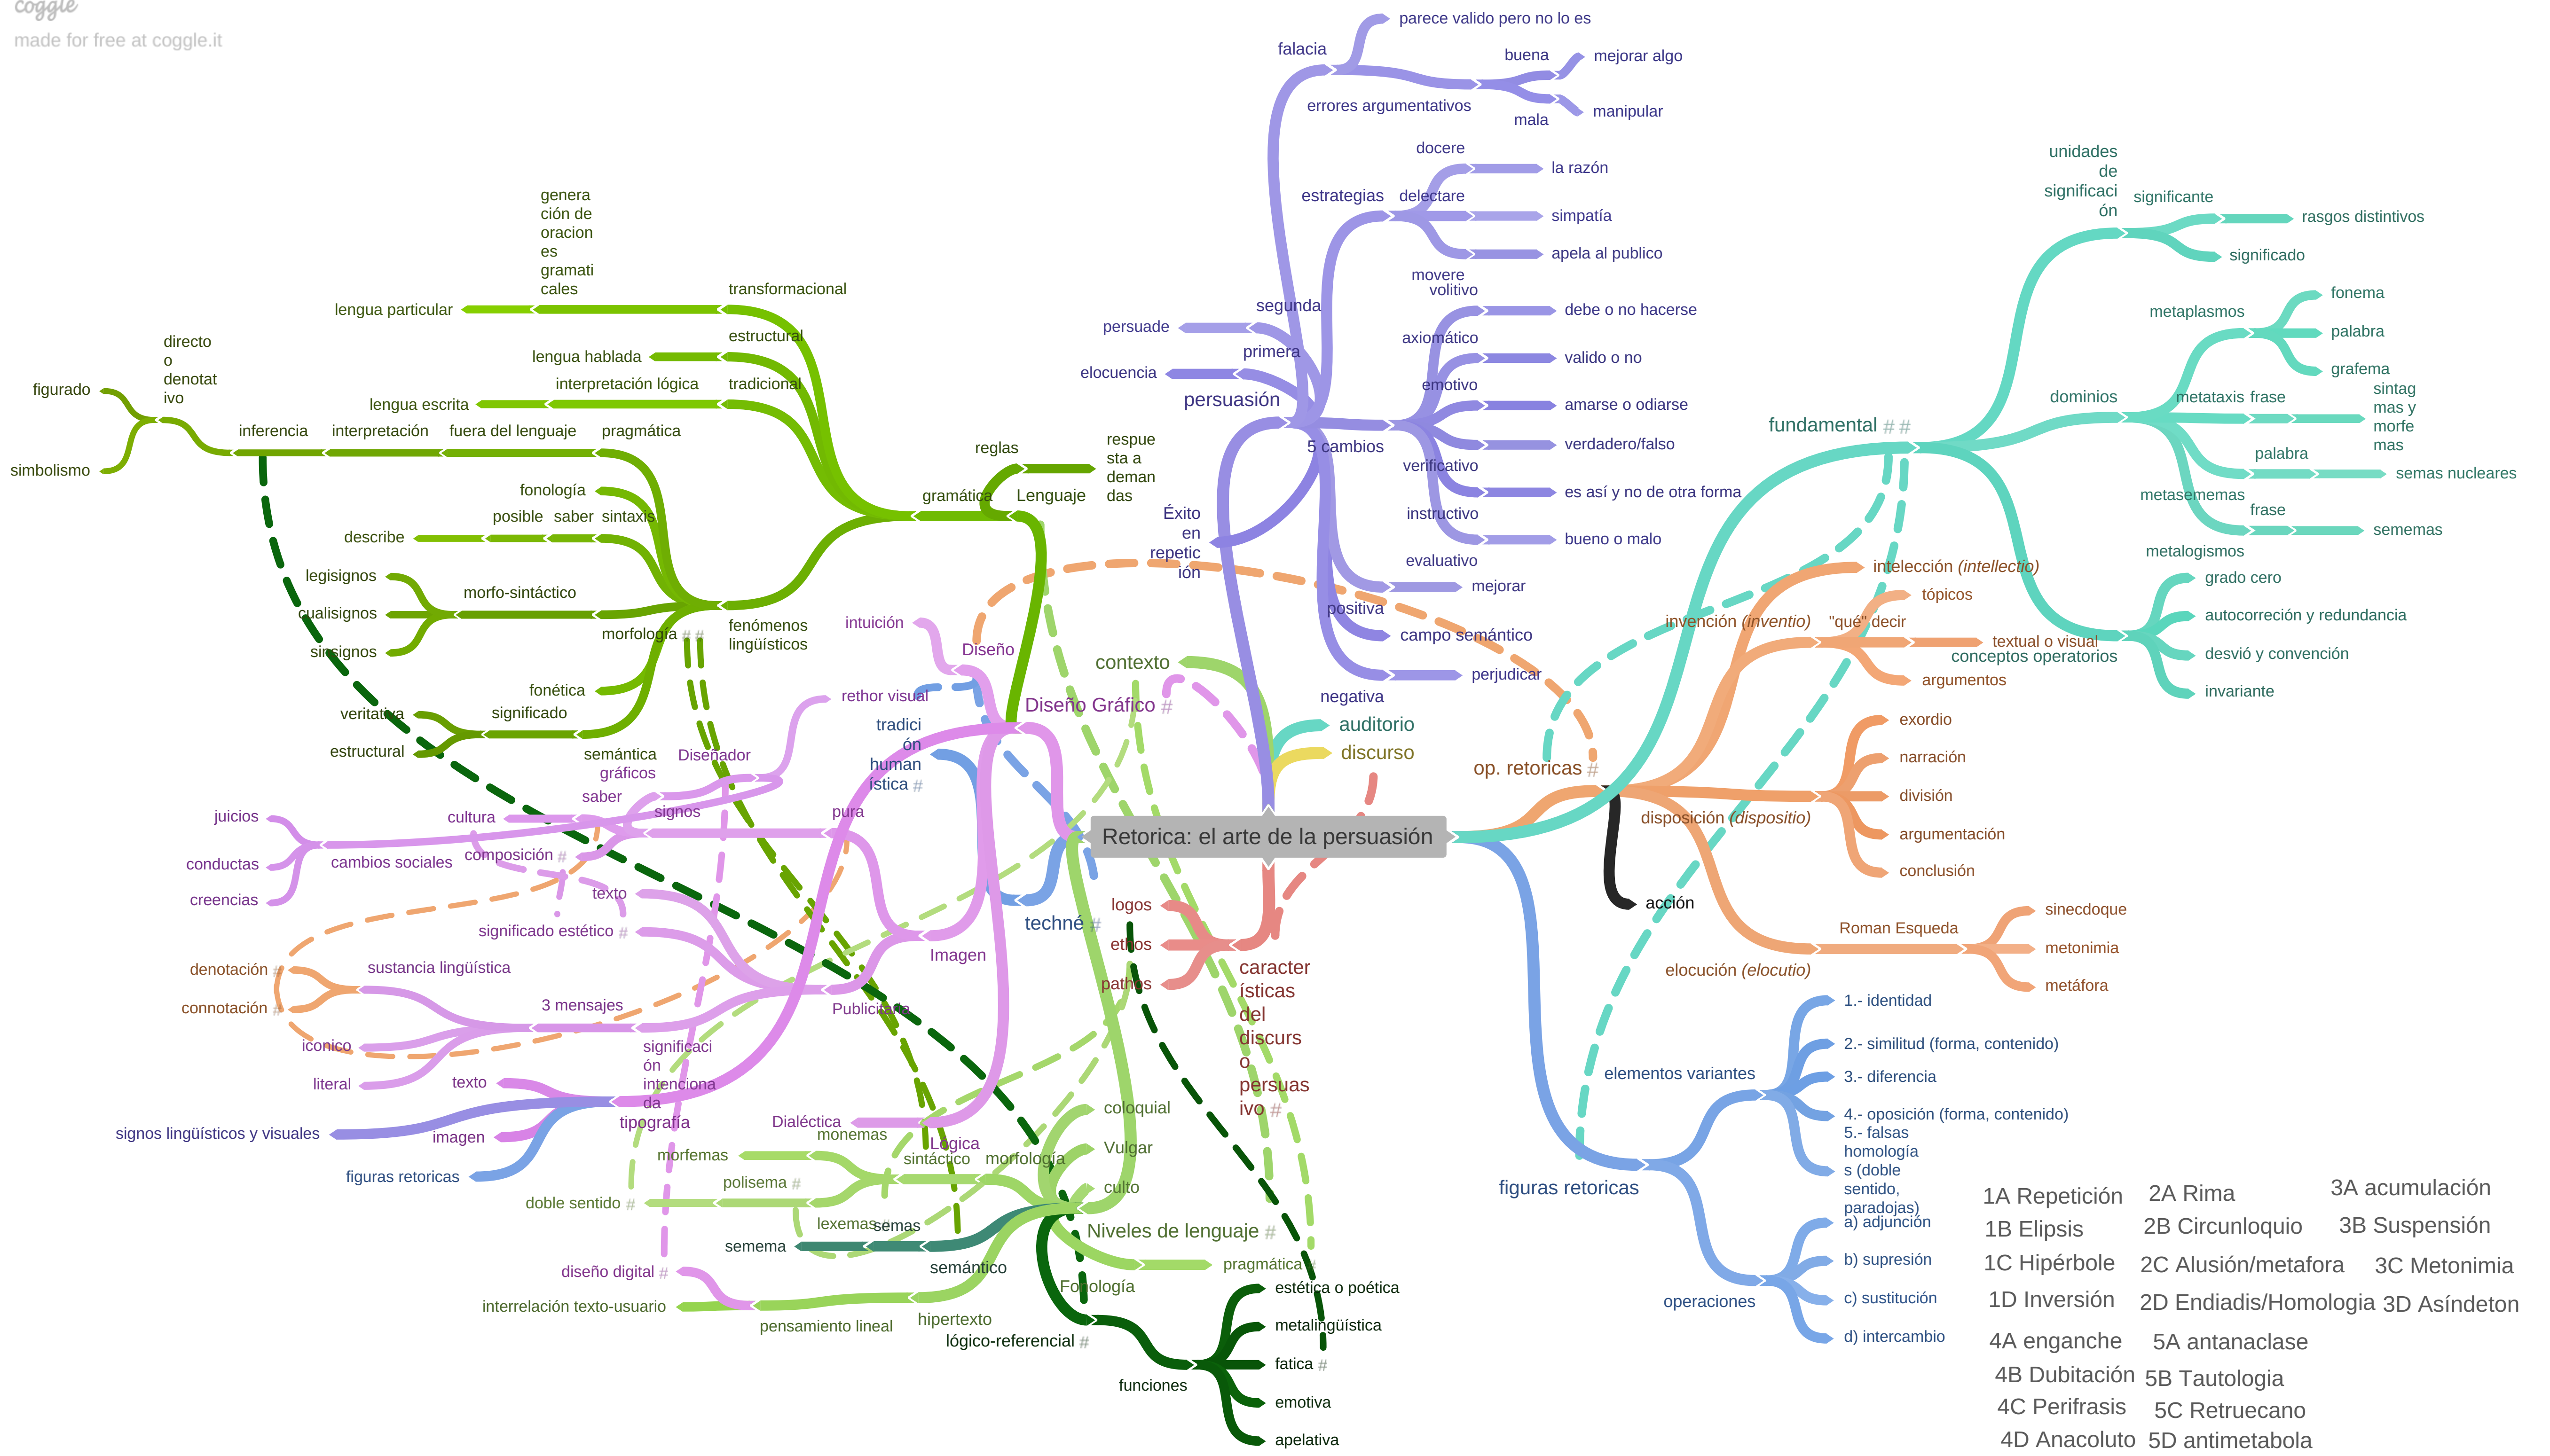 coggle
made for free at coggle.it
parece valido pero no lo es
falacia
buena
mejorar algo
errores argumentativos
mala
manipular
docere
la razón
estrategias
delectare
simpatía
apela al publico
movere
volitivo
debe o no hacerse
segunda
persuade
axiomático
valido o no
primera
elocuencia
emotivo
amarse o odiarse
persuasión
5 cambios
verdadero/falso
verificativo
es así y no de otra forma
instructivo
bueno o malo
evaluativo
Éxito
en
repetic
ión
mejorar
positiva
campo semántico
perjudicar
negativa
genera
ción de
oracion
es
gramati
cales
transformacional
lengua particular
estructural
lengua hablada
tradicional
interpretación lógica
lengua escrita
directo
o
denotat
ivo
figurado
simbolismo
inferencia
interpretación
fuera del lenguaje
pragmática
reglas
respue
sta a
deman
das
gramática
Lenguaje
fonología
posible
saber
sintaxis
describe
legisignos
cualisignos
sinsignos
morfo-sintáctico
morfología # #
fenómenos
lingüísticos
fonética
significado
veritativa
estructural
semántica
intuición
Diseño
contexto
Diseño Gráfico #
rethor visual
tradici
ón
human
ística #
auditorio
discurso
gráficos
Diseñador
saber
signos
pura
cultura
composición #
juicios
conductas
creencias
cambios sociales
Retorica: el arte de la persuasión
techné #
texto
significado estético #
Imagen
Publicitaria
denotación #
connotación #
sustancia lingüística
3 mensajes
iconico
literal
significaci
ón
intenciona
da
texto
tipografía
signos lingüísticos y visuales
imagen
figuras retoricas
Dialéctica
Lógica
logos
ethos
pathos
caracter
ísticas
del
discurs
o
persuas
ivo #
monemas
morfemas
sintáctico
morfología
polisema #
doble sentido #
lexemas
semas
semema
semántico
coloquial
Vulgar
culto
Niveles de lenguaje #
pragmática
Fonología
diseño digital #
interrelación texto-usuario
pensamiento lineal
hipertexto
lógico-referencial #
funciones
estética o poética
metalingüística
fatica #
emotiva
apelativa
unidades
de
significaci
ón
significante
rasgos distintivos
significado
fundamental # #
dominios
metaplasmos
fonema
palabra
grafema
metataxis
frase
sintag
mas y
morfe
mas
palabra
semas nucleares
metasememas
frase
sememas
metalogismos
conceptos operatorios
grado cero
autocorreción y redundancia
desvió y convención
invariante
op. retoricas #
intelección (intellectio)
invención (inventio)
"qué" decir
tópicos
textual o visual
argumentos
disposición (dispositio)
exordio
narración
división
argumentación
conclusión
acción
elocución (elocutio)
Roman Esqueda
sinecdoque
metonimia
metáfora
figuras retoricas
elementos variantes
1.- identidad
2.- similitud (forma, contenido)
3.- diferencia
4.- oposición (forma, contenido)
5.- falsas
homología
s (doble
sentido,
paradojas)
operaciones
a) adjunción
b) supresión
c) sustitución
d) intercambio
1A Repetición
2A Rima
3A acumulación
1B Elipsis
2B Circunloquio
3B Suspensión
1C Hipérbole
2C Alusión/metafora
3C Metonimia
1D Inversión
2D Endiadis/Homologia
3D Asíndeton
4A enganche
5A antanaclase
4B Dubitación
5B Tautologia
4C Perifrasis
5C Retruecano
4D Anacoluto
5D antimetabola